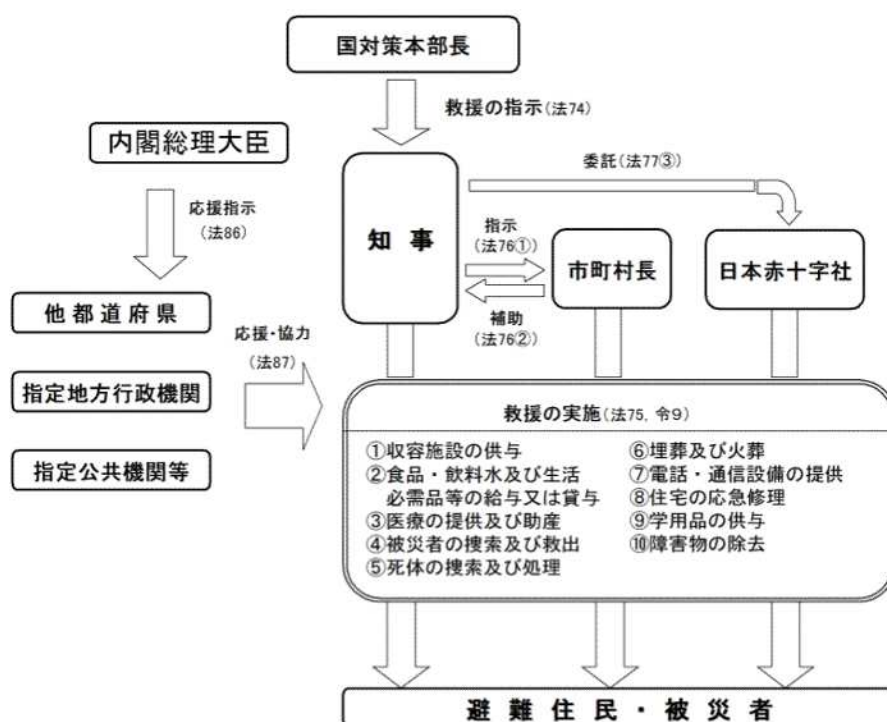 国対策本部長
救援の指示(法74)
内閣総理大臣
応援指示
(法86)
知 事
委託(法77③)
指示
(法76①)
市町村長
補助
(法76②)
日本赤十字社
他 都 道 府 県
指定地方行政機関
指定公共機関等
応援・協力
(法87)
救援の実施(法75, 令9)
①収容施設の供与
②食品・飲料水及び生活
必需品等の給与又は貸与
③医療の提供及び助産
④被災者の捜索及び救出
⑤死体の捜索及び処理
⑥埋葬及び火葬
⑦電話・通信設備の提供
⑧住宅の応急修理
⑨学用品の供与
⑩障害物の除去
避 難 住 民 ・ 被 災 者